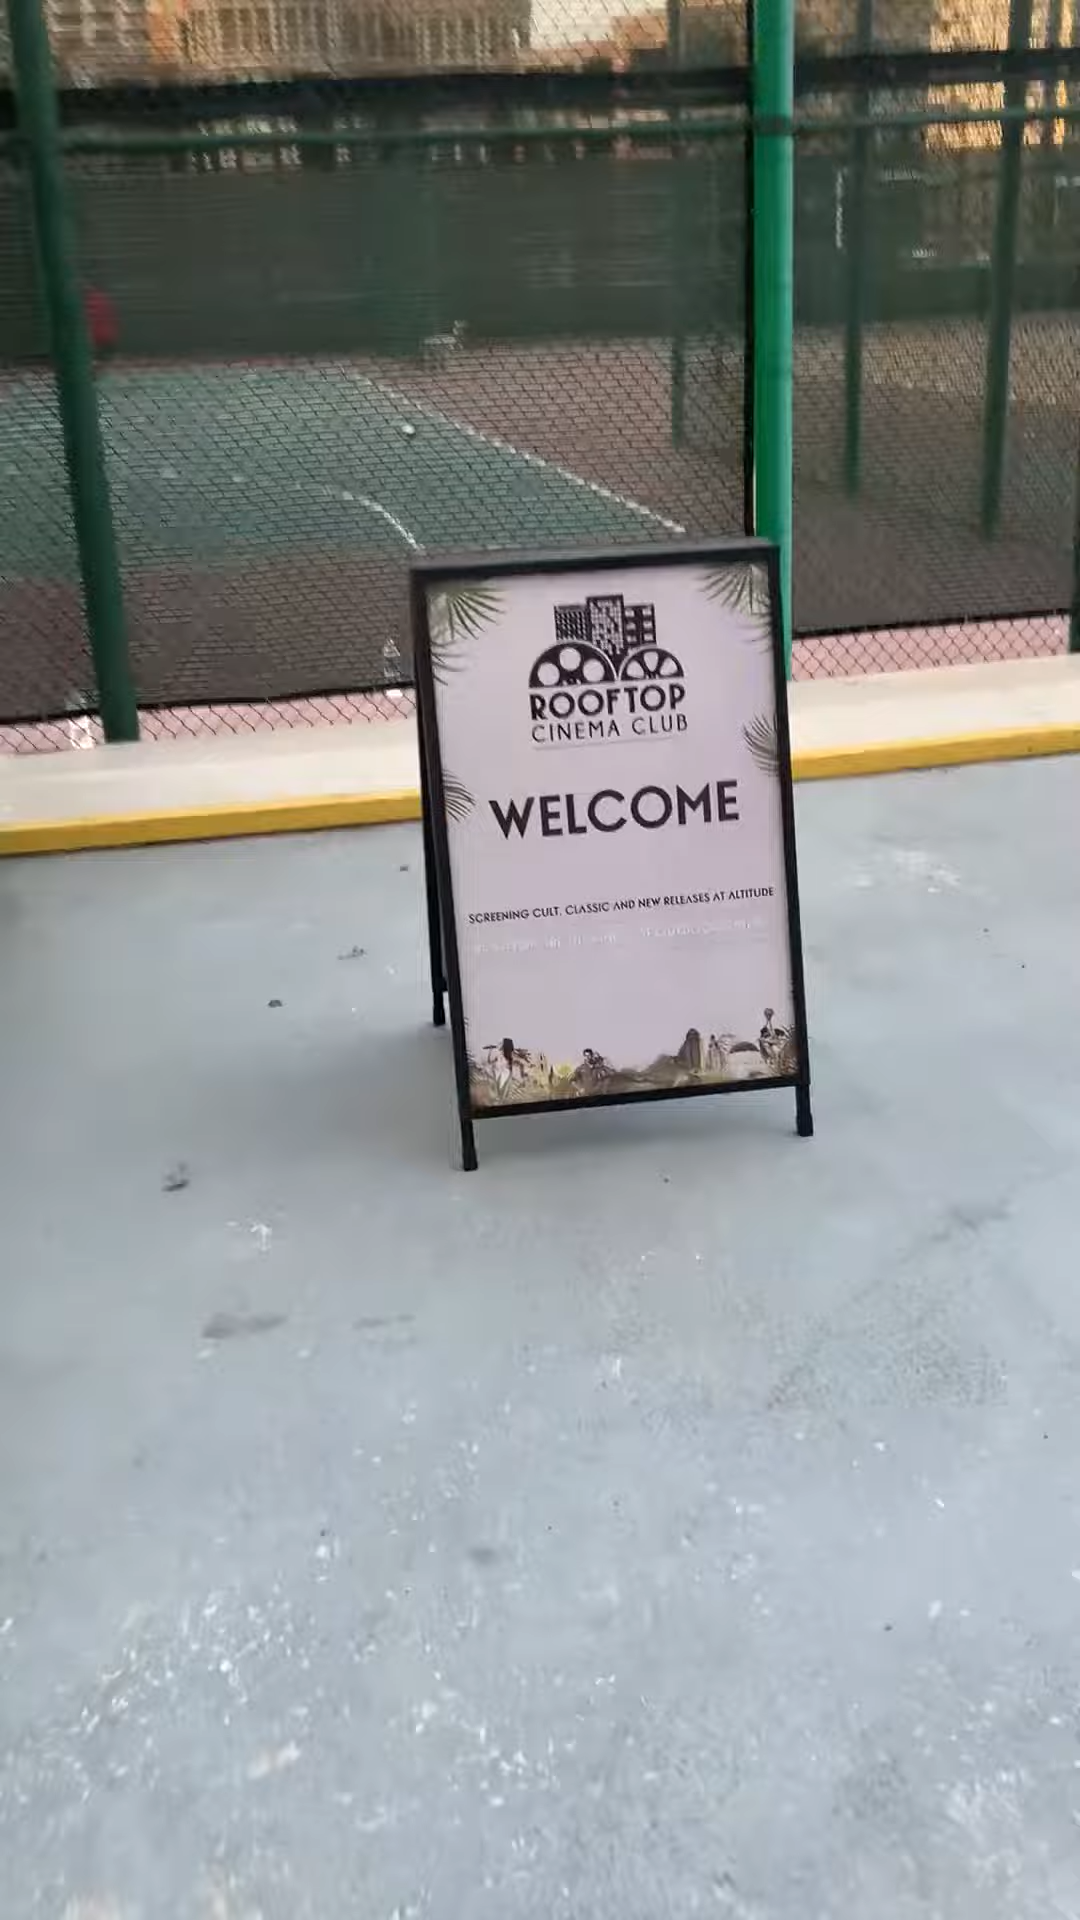 ROOFTOP
CINEMA CLUB
WELCOME
SCREENING CULT, CLASSIC AND NEW RELEASES AT ALTITUDE